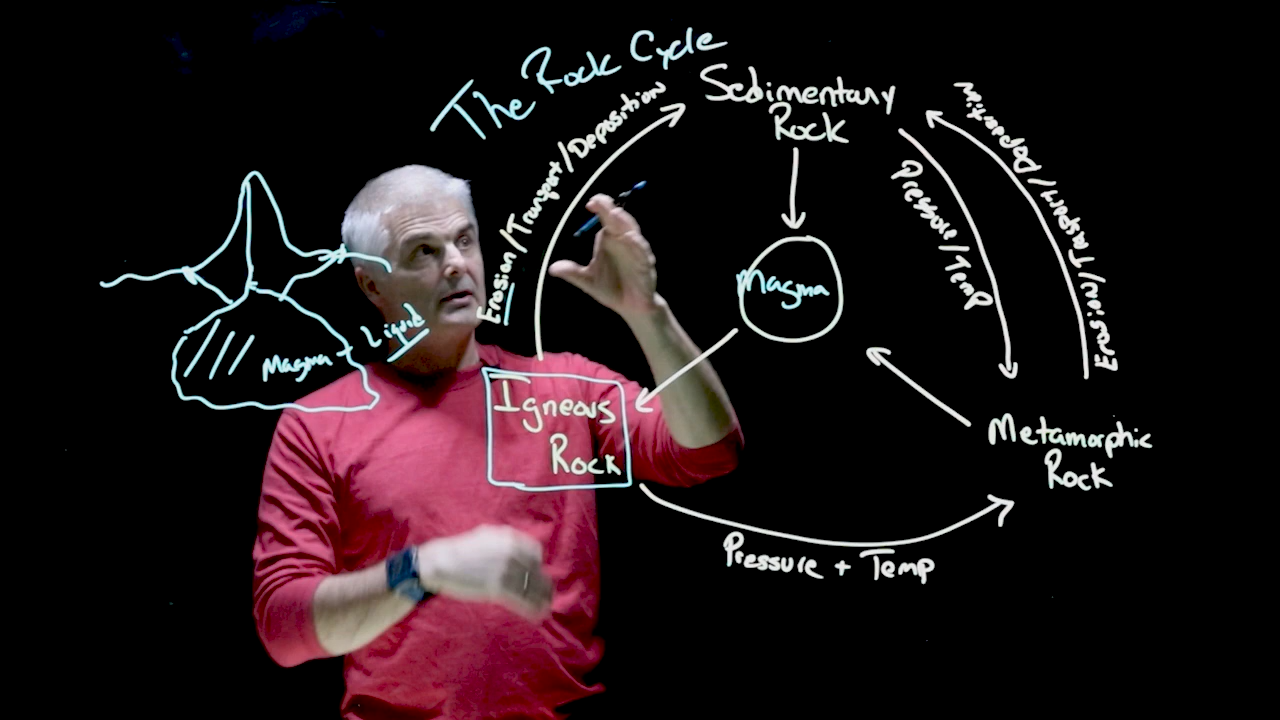 The Rock Cycle
Sedimentary
Rock
Erosion/Transport/Deposition
Pressure/Temp
Erosion/Transport/Deposition
Magma
Magma - Liquid
Igneous
Rock
Metamorphic
Rock
Pressure + Temp